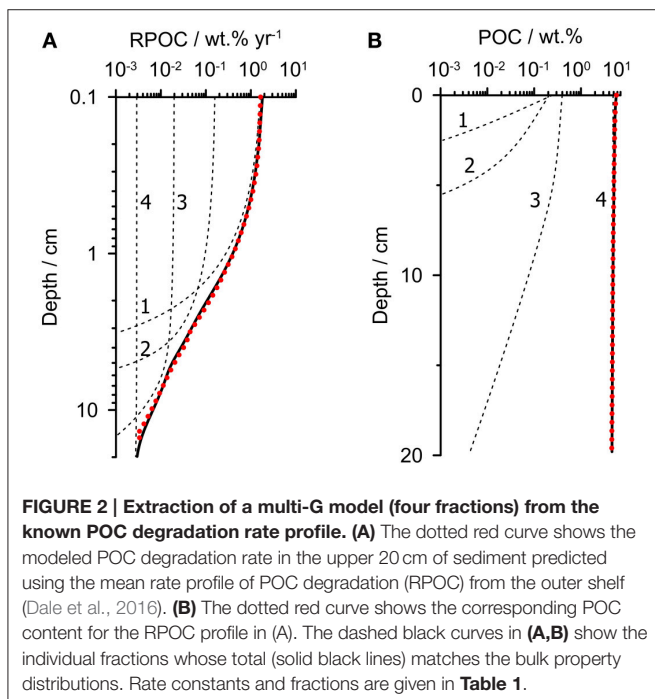 A
RPOC / wt.% yr⁻¹
10⁻³ 10⁻² 10⁻¹ 10⁰ 10¹
0.1
1
10
Depth / cm
4
3
1
2
B
POC / wt.%
10⁻³ 10⁻² 10⁻¹ 10⁰ 10¹
0
10
20
Depth / cm
1
2
3
4
FIGURE 2 | Extraction of a multi-G model (four fractions) from the
known POC degradation rate profile. (A) The dotted red curve shows the
modeled POC degradation rate in the upper 20 cm of sediment predicted
using the mean rate profile of POC degradation (RPOC) from the outer shelf
(Dale et al., 2016). (B) The dotted red curve shows the corresponding POC
content for the RPOC profile in (A). The dashed black curves in (A,B) show the
individual fractions whose total (solid black lines) matches the bulk property
distributions. Rate constants and fractions are given in Table 1.